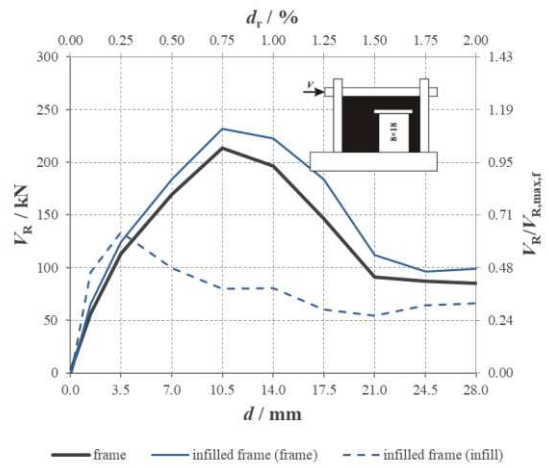 d_r / %
0.00 0.25 0.50 0.75 1.00 1.25 1.50 1.75 2.00
300 1.43
250 1.19
200 0.95
150 0.71
100 0.48
50 0.24
0 0.00
V_R / kN
V_R/V_R,max,f
V
8×18
0.0 3.5 7.0 10.5 14.0 17.5 21.0 24.5 28.0
d / mm
frame infilled frame (frame) infilled frame (infill)